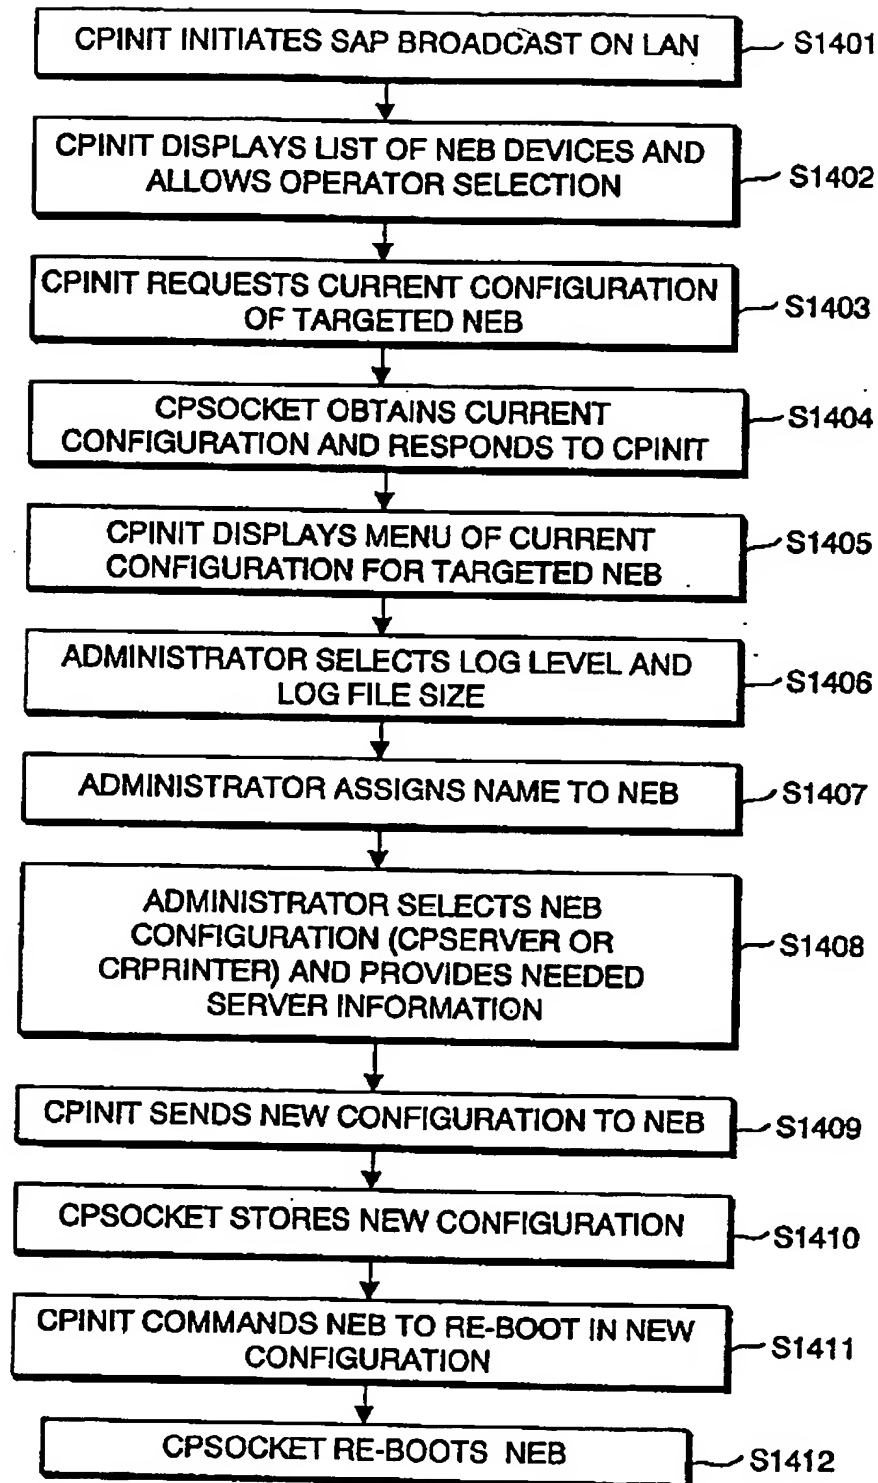 CPINIT INITIATES SAP BROADCAST ON LAN
S1401
CPINIT DISPLAYS LIST OF NEB DEVICES AND
ALLOWS OPERATOR SELECTION
S1402
CPINIT REQUESTS CURRENT CONFIGURATION
OF TARGETED NEB
S1403
CPSOCKET OBTAINS CURRENT
CONFIGURATION AND RESPONDS TO CPINIT
S1404
CPINIT DISPLAYS MENU OF CURRENT
CONFIGURATION FOR TARGETED NEB
S1405
ADMINISTRATOR SELECTS LOG LEVEL AND
LOG FILE SIZE
S1406
ADMINISTRATOR ASSIGNS NAME TO NEB
S1407
ADMINISTRATOR SELECTS NEB
CONFIGURATION (CPSERVER OR
CRPRINTER) AND PROVIDES NEEDED
SERVER INFORMATION
S1408
CPINIT SENDS NEW CONFIGURATION TO NEB
S1409
CPSOCKET STORES NEW CONFIGURATION
S1410
CPINIT COMMANDS NEB TO RE-BOOT IN NEW
CONFIGURATION
S1411
CPSOCKET RE-BOOTS NEB
S1412